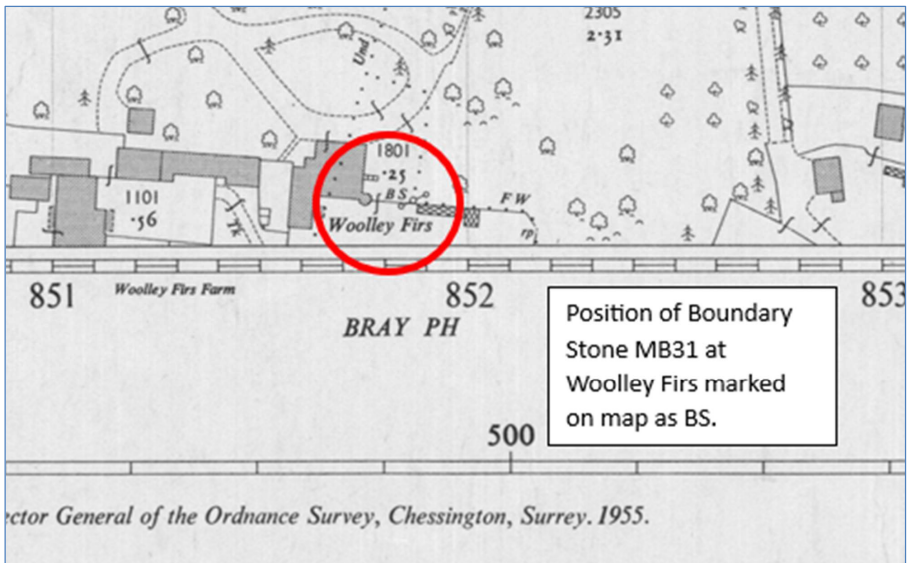 2305
2·31
Und
1801
·25
BS
1101
·56
Tk
Woolley Firs
FW
rp
851
Woolley Firs Farm
852
853
BRAY PH
Position of Boundary
Stone MB31 at
Woolley Firs marked
on map as BS.
500
ector General of the Ordnance Survey, Chessington, Surrey. 1955.